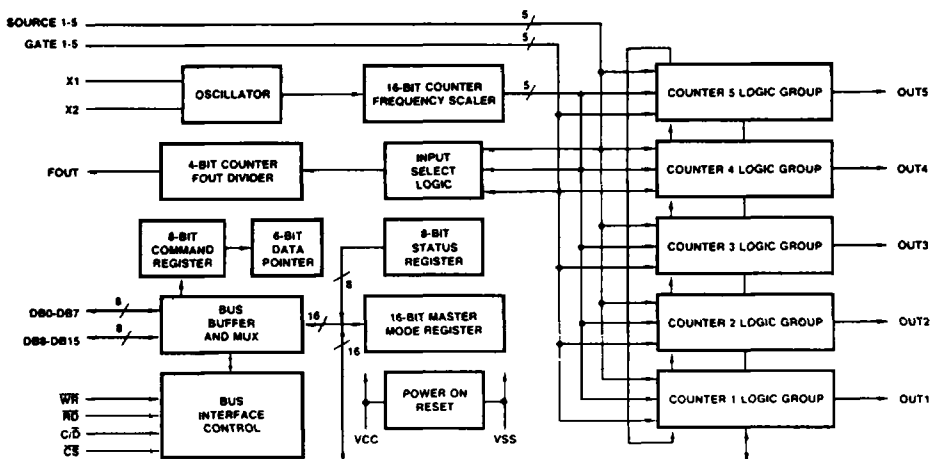 SOURCE 1-5
5
GATE 1-5
5
X1
X2
OSCILLATOR
16-BIT COUNTER
FREQUENCY SCALER
5
COUNTER 5 LOGIC GROUP
OUT5
FOUT
4-BIT COUNTER
FOUT DIVIDER
INPUT
SELECT
LOGIC
COUNTER 4 LOGIC GROUP
OUT4
8-BIT
COMMAND
REGISTER
6-BIT
DATA
POINTER
8-BIT
STATUS
REGISTER
COUNTER 3 LOGIC GROUP
OUT3
8
DB0-DB7
8
DB8-DB15
8
BUS
BUFFER
AND MUX
16
16-BIT MASTER
MODE REGISTER
16
COUNTER 2 LOGIC GROUP
OUT2
WR
RD
C/D
CS
BUS
INTERFACE
CONTROL
POWER ON
RESET
VCC
VSS
COUNTER 1 LOGIC GROUP
OUT1